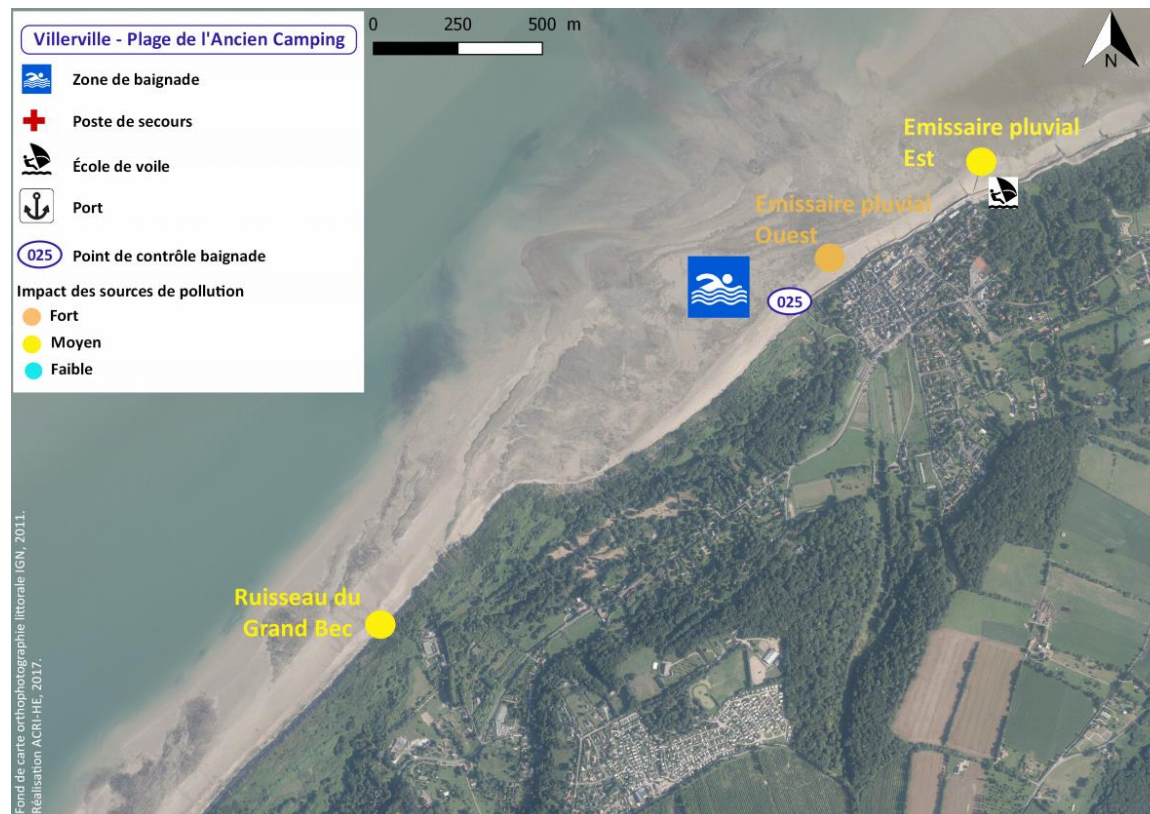 Villerville - Plage de l'Ancien Camping
Zone de baignade
Poste de secours
École de voile
Port
025 Point de contrôle baignade
Impact des sources de pollution
Fort
Moyen
Faible
0 250 500 m
N
Emissaire pluvial
Est
Emissaire pluvial
Ouest
025
Ruisseau du
Grand Bec
Fond de carte orthophotographie littorale IGN, 2011.
Réalisation ACRI-HE, 2017.